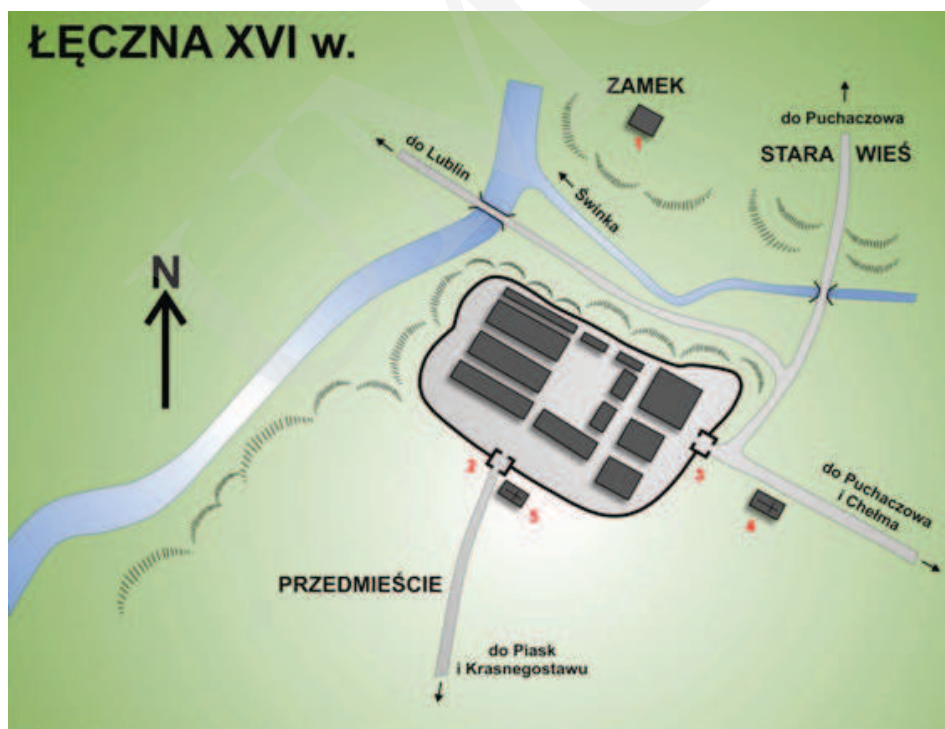 ŁĘCZNA XVI w.
ZAMEK
1
do Puchaczowa
STARA WIEŚ
do Lublin
Świnka
N
2
3
do Puchaczowa
i Chełma
5
4
PRZEDMIEŚCIE
do Piask
i Krasnegostawu